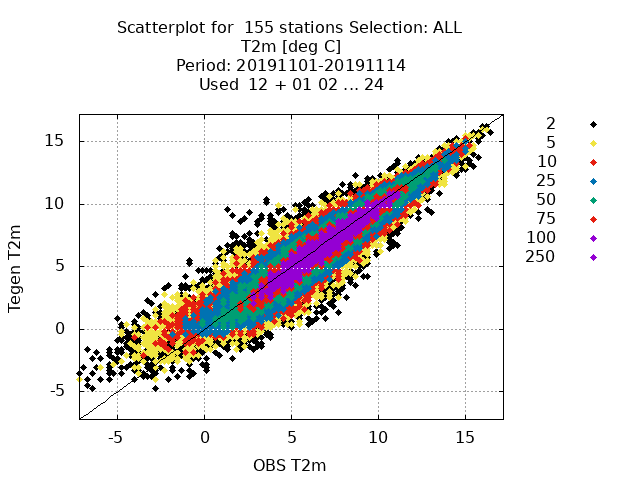 Scatterplot for  155 stations Selection: ALL
T2m [deg C]
Period: 20191101-20191114
Used  12 + 01 02 ... 24
2
5
10
25
50
75
100
250
15
10
5
0
-5
Tegen T2m
-5 0 5 10 15
OBS T2m